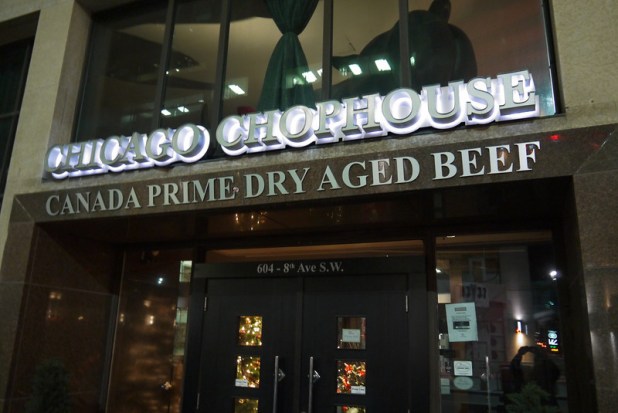 CHICAGO CHOPHOUSE
CANADA PRIME DRY AGED BEEF
604 - 8th Ave S.W.